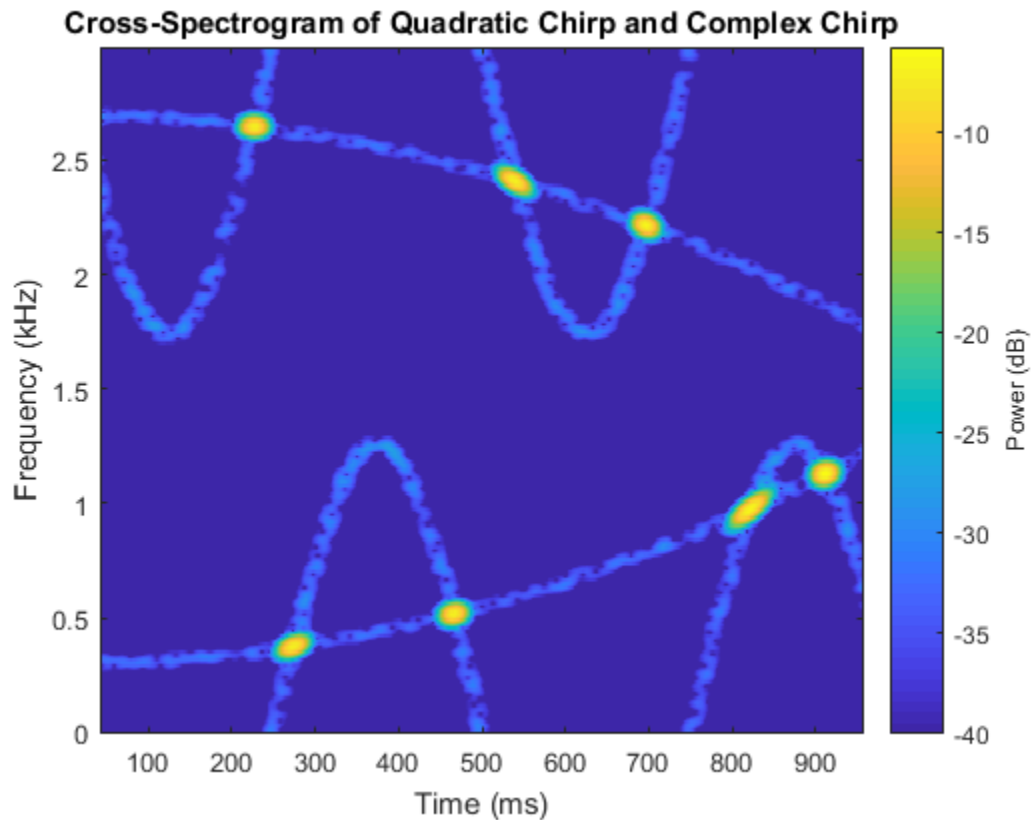 Cross-Spectrogram of Quadratic Chirp and Complex Chirp
2.5
2
1.5
1
0.5
0
Frequency (kHz)
100 200 300 400 500 600 700 800 900
Time (ms)
-10
-15
-20
-25
-30
-35
-40
Power (dB)